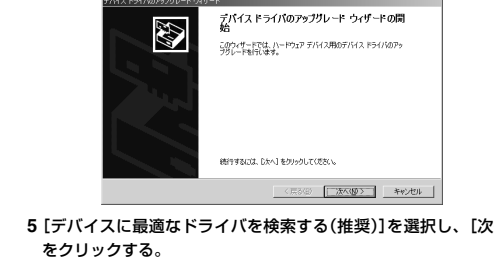 デバイス ドライバのアップグレード ウィザード
デバイス ドライバのアップグレード ウィザードの開
始
このウィザードでは、ハードウェア デバイス用のデバイス ドライバのアッ
プグレードを行います。
続行するには、[次へ] をクリックしてください。
< 戻る(B)
次へ(N) >
キャンセル
5 [デバイスに最適なドライバを検索する(推奨)]を選択し、[次
をクリックする。